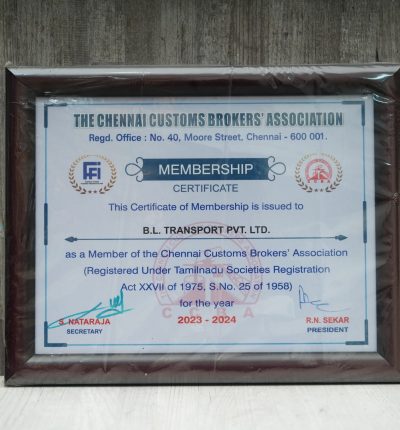 THE CHENNAI CUSTOMS BROKERS' ASSOCIATION
Regd. Office : No. 40, Moore Street, Chennai - 600 001.
MEMBERSHIP
CERTIFICATE
This Certificate of Membership is issued to
B.L. TRANSPORT PVT. LTD.
as a Member of the Chennai Customs Brokers' Association
(Registered Under Tamilnadu Societies Registration
Act XXVII of 1975, S.No. 25 of 1958)
for the year
2023 - 2024
S. NATARAJA
SECRETARY
R.N. SEKAR
PRESIDENT